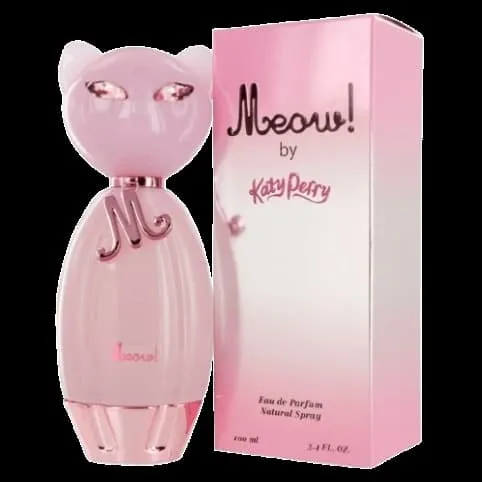 M
Meow!
Meow!
by
Katy Perry
Eau de Parfum
Natural Spray
100 ml
3.4 FL. OZ.